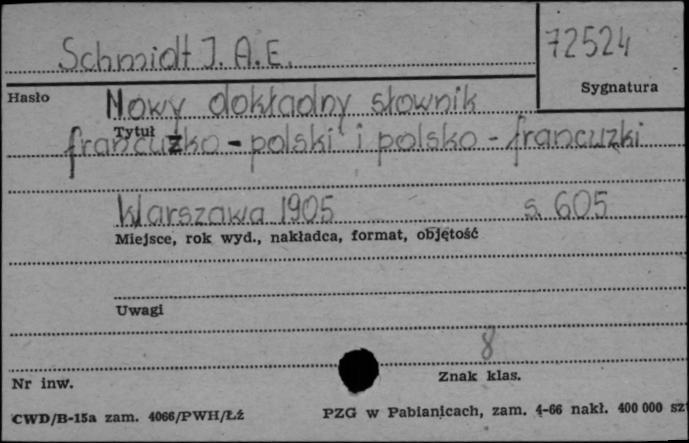 Schmidt J. A. E.
72524
Sygnatura
Hasło
Nowy dokładny słownik
Tytuł
francuzko - polski i polsko - francuzki
Warszawa 1905 s. 605
Miejsce, rok wyd., nakładca, format, objętość
Uwagi
8
Nr inw.
Znak klas.
CWD/B-15a zam. 4066/PWH/Łź
PZG w Pabianicach, zam. 4-66 nakł. 400 000 szt